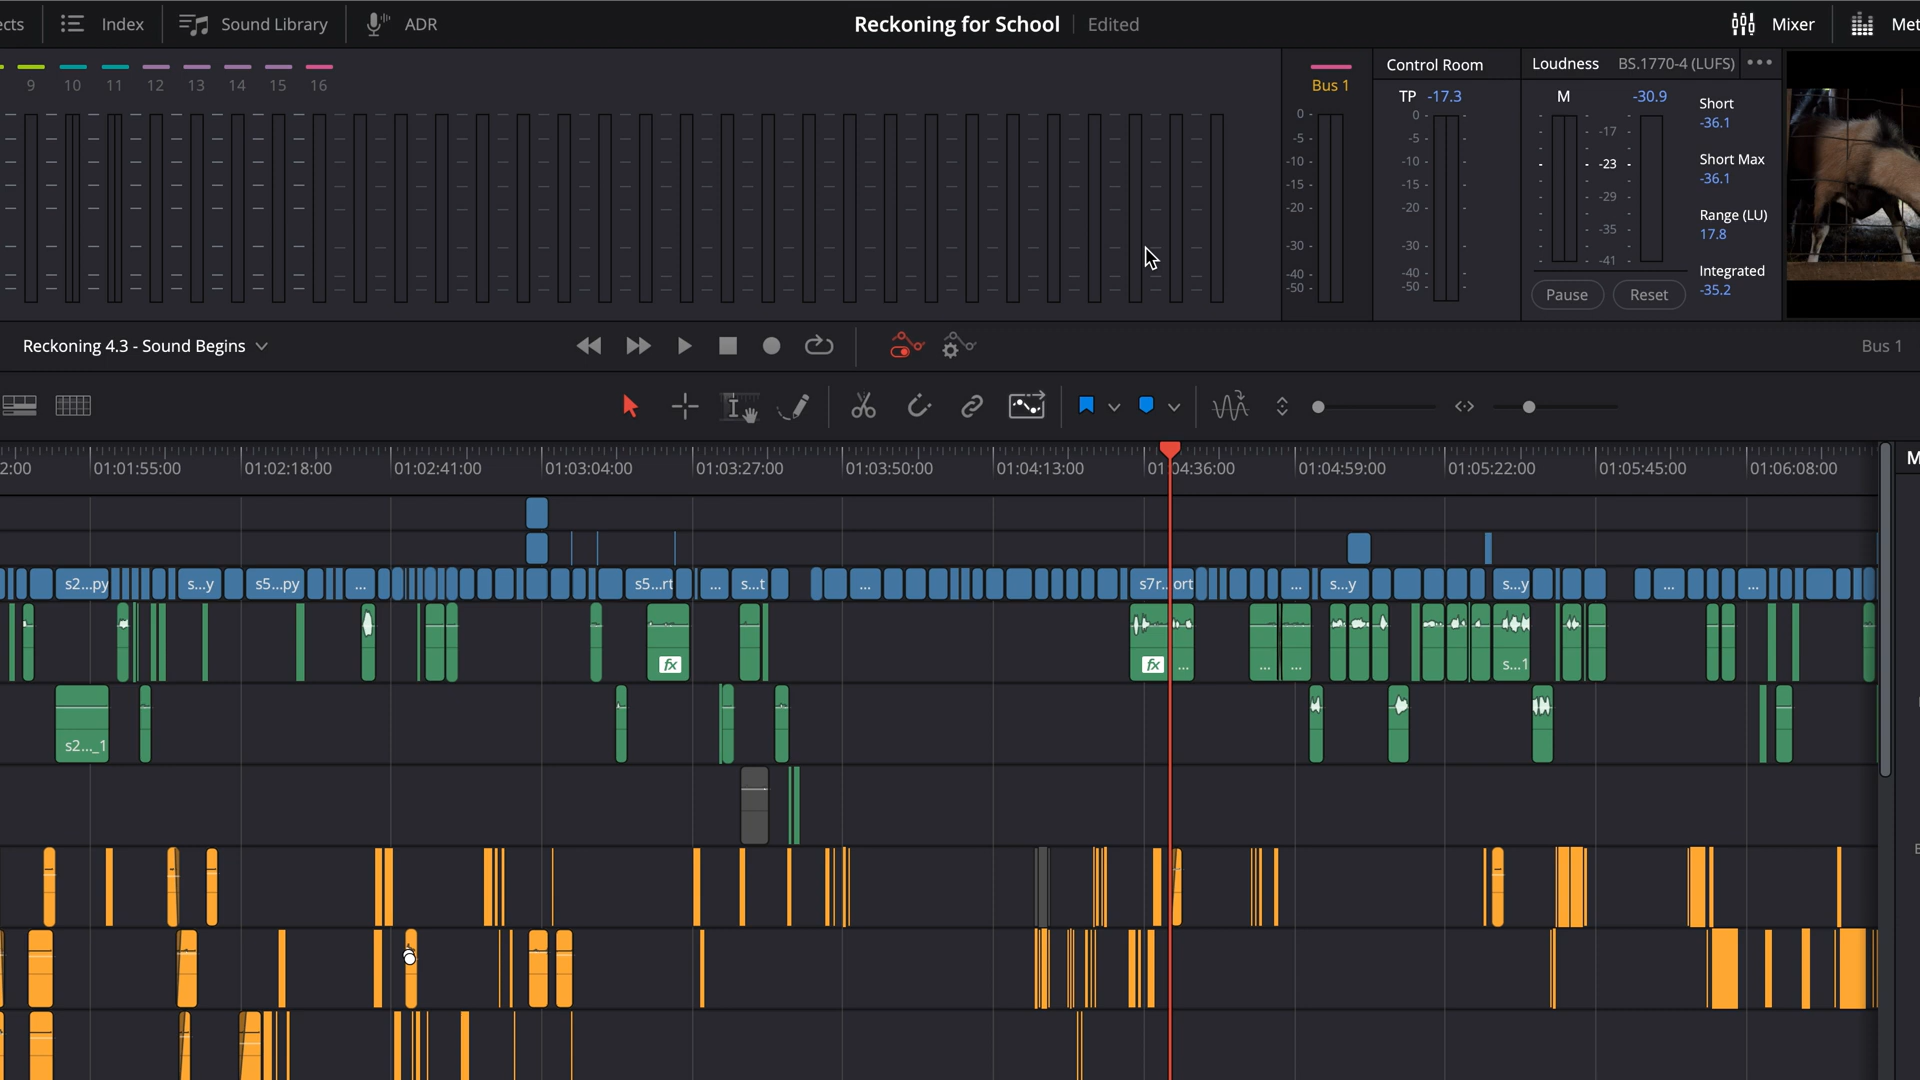 ects Index Sound Library ADR Reckoning for School Edited Mixer Met
9 10 11 12 13 14 15 16
Bus 1
0
-5
-10
-15
-20
-30
-40
-50
Control Room
TP -17.3
0
-5
-10
-15
-20
-30
-40
-50
Loudness BS.1770-4 (LUFS)
M -30.9
-17
-23
-29
-35
-41
Pause Reset
Short
-36.1
Short Max
-36.1
Range (LU)
17.8
Integrated
-35.2
Reckoning 4.3 - Sound Begins
Bus 1
2:00 01:01:55:00 01:02:18:00 01:02:41:00 01:03:04:00 01:03:27:00 01:03:50:00 01:04:13:00 01:04:36:00 01:04:59:00 01:05:22:00 01:05:45:00 01:06:08:00
M
s2...py s...y s5...py ... s5...rt ... s...t ... s7r...ort ... s...y s...y ... ...
fx fx ... ... ... s...1
s2..._1